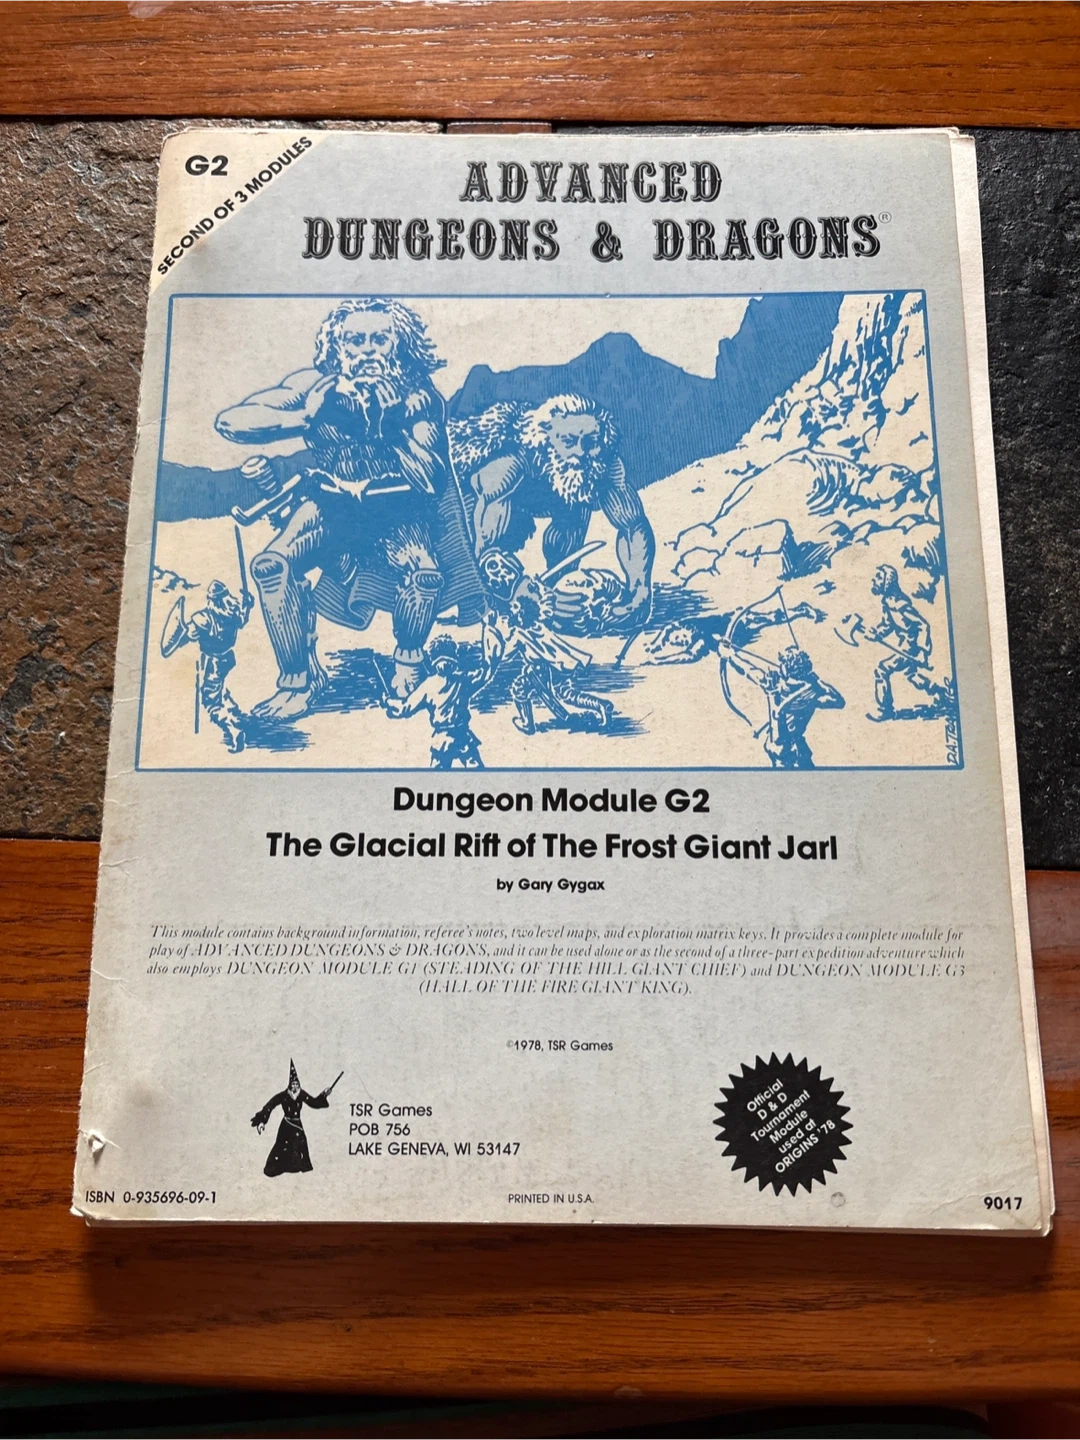 G2
SECOND OF 3 MODULES
ADVANCED
DUNGEONS & DRAGONS®
Dungeon Module G2
The Glacial Rift of The Frost Giant Jarl
by Gary Gygax
This module contains background information, referee's notes, two level maps, and exploration matrix keys. It provides a complete module for
play of ADVANCED DUNGEONS & DRAGONS, and it can be used alone or as the second of a three-part expedition adventure which
also employs DUNGEON MODULE G1 (STEADING OF THE HILL GIANT CHIEF) and DUNGEON MODULE G3
(HALL OF THE FIRE GIANT KING).
©1978, TSR Games
TSR Games
POB 756
LAKE GENEVA, WI 53147
Official
D & D
Tournament
Module
used at
ORIGINS '78
ISBN 0-935696-09-1
PRINTED IN U.S.A.
9017